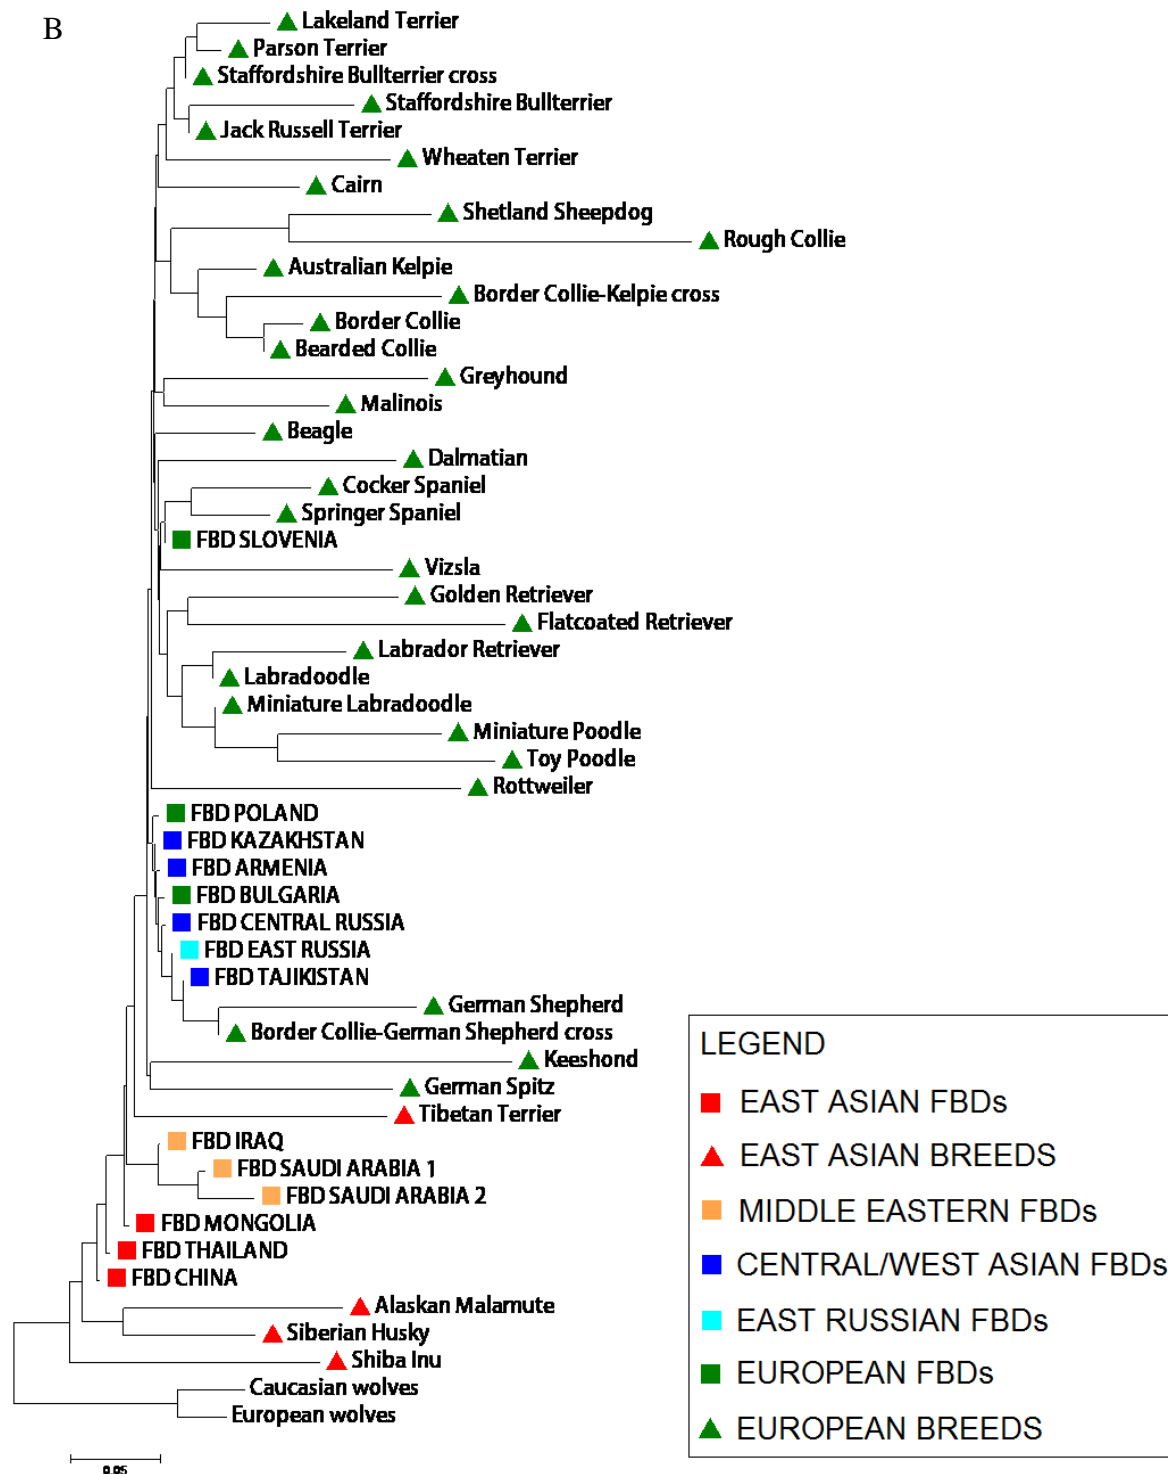 B
Lakeland Terrier
Parson Terrier
Staffordshire Bullterrier cross
Staffordshire Bullterrier
Jack Russell Terrier
Wheaten Terrier
Cairn
Shetland Sheepdog
Rough Collie
Australian Kelpie
Border Collie-Kelpie cross
Border Collie
Bearded Collie
Greyhound
Malinois
Beagle
Dalmatian
Cocker Spaniel
Springer Spaniel
FBD SLOVENIA
Vizsla
Golden Retriever
Flatcoated Retriever
Labrador Retriever
Labradoodle
Miniature Labradoodle
Miniature Poodle
Toy Poodle
Rottweiler
FBD POLAND
FBD KAZAKHSTAN
FBD ARMENIA
FBD BULGARIA
FBD CENTRAL RUSSIA
FBD EAST RUSSIA
FBD TAJIKISTAN
German Shepherd
Border Collie-German Shepherd cross
Keeshond
German Spitz
Tibetan Terrier
FBD IRAQ
FBD SAUDI ARABIA 1
FBD SAUDI ARABIA 2
FBD MONGOLIA
FBD THAILAND
FBD CHINA
Alaskan Malamute
Siberian Husky
Shiba Inu
Caucasian wolves
European wolves
0.05
LEGEND
EAST ASIAN FBDs
EAST ASIAN BREEDS
MIDDLE EASTERN FBDs
CENTRAL/WEST ASIAN FBDs
EAST RUSSIAN FBDs
EUROPEAN FBDs
EUROPEAN BREEDS